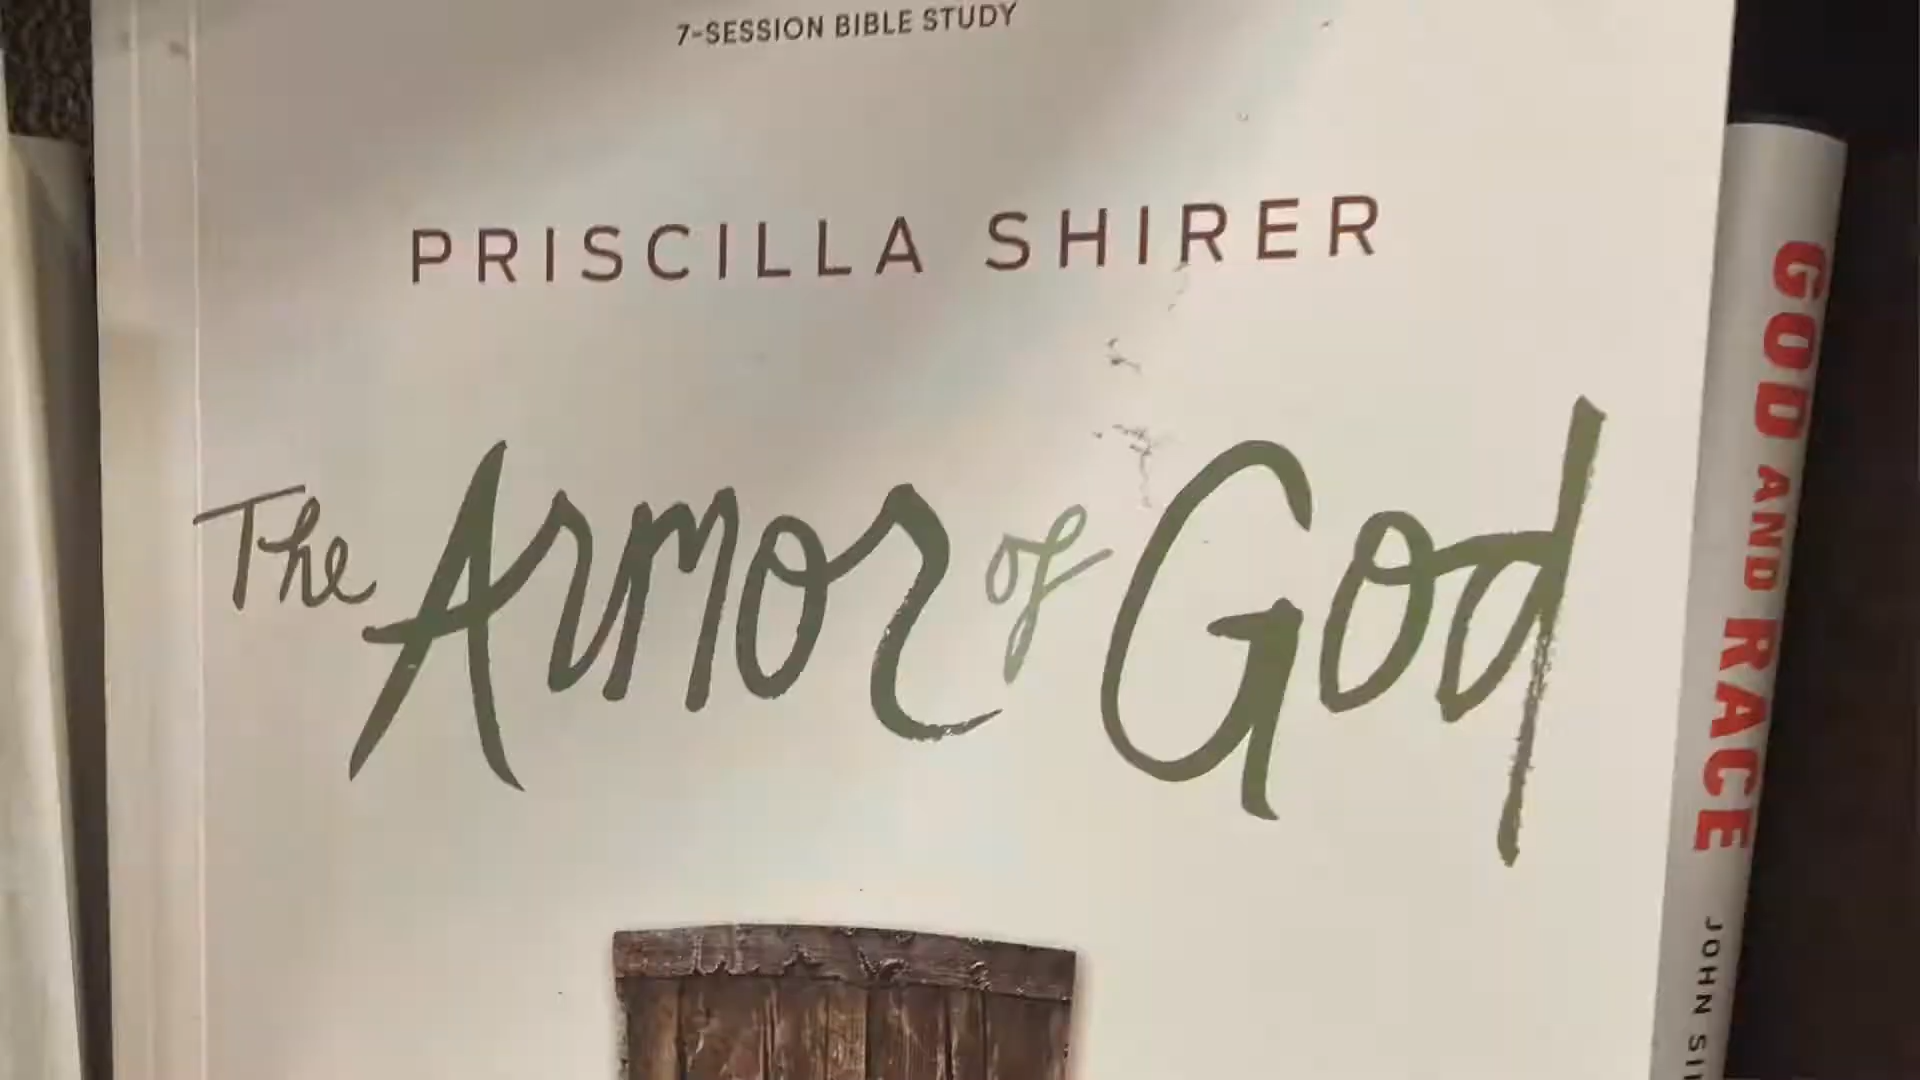 7-SESSION BIBLE STUDY
PRISCILLA SHIRER
The Armor of God
GOD AND RACE
JOHN